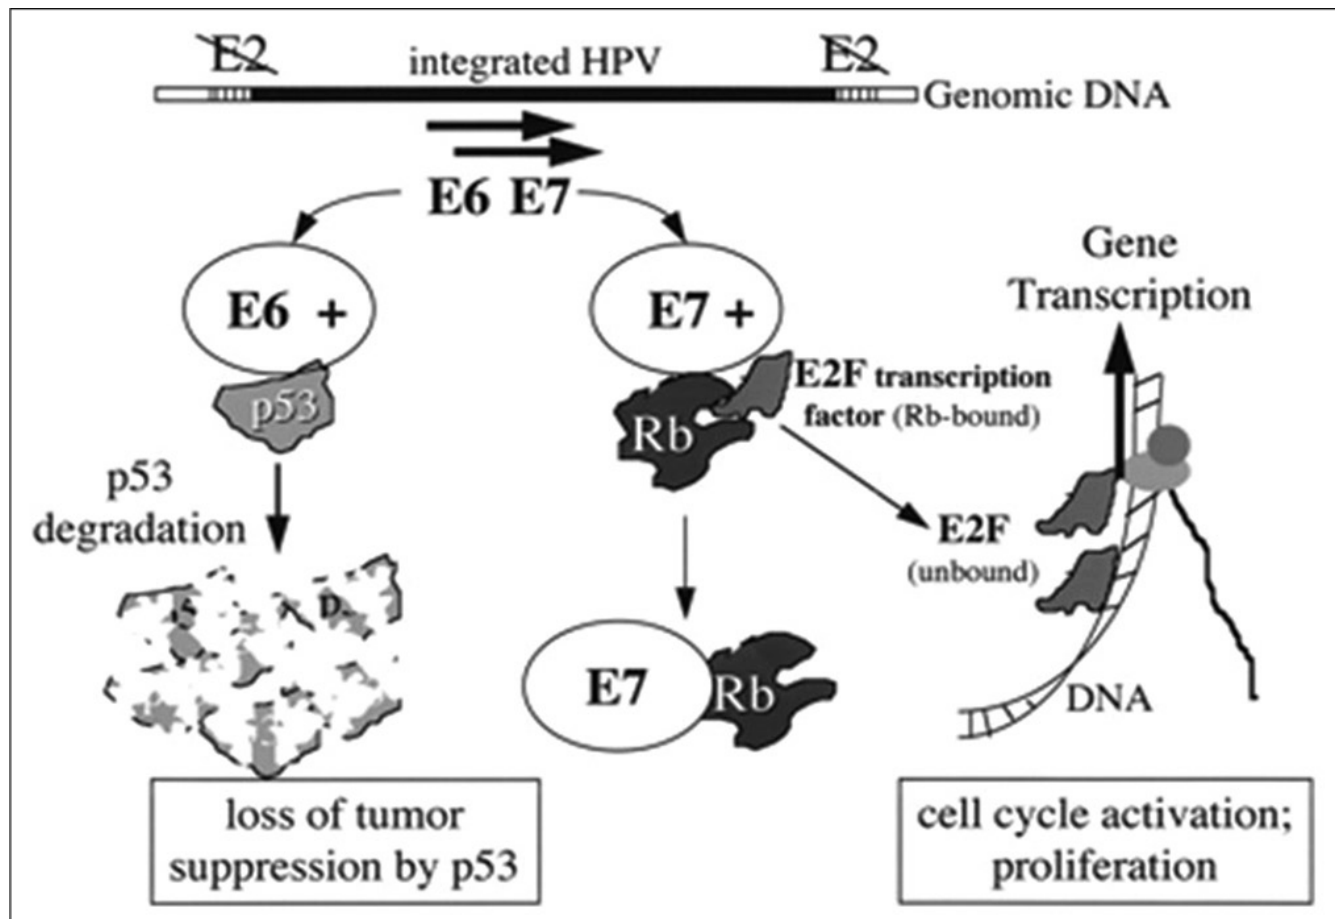 E2
integrated HPV
E2
Genomic DNA
E6 E7
E6 +
p53
E7 +
Rb
E2F transcription
factor (Rb-bound)
Gene
Transcription
p53
degradation
E2F
(unbound)
E7
Rb
DNA
loss of tumor
suppression by p53
cell cycle activation;
proliferation